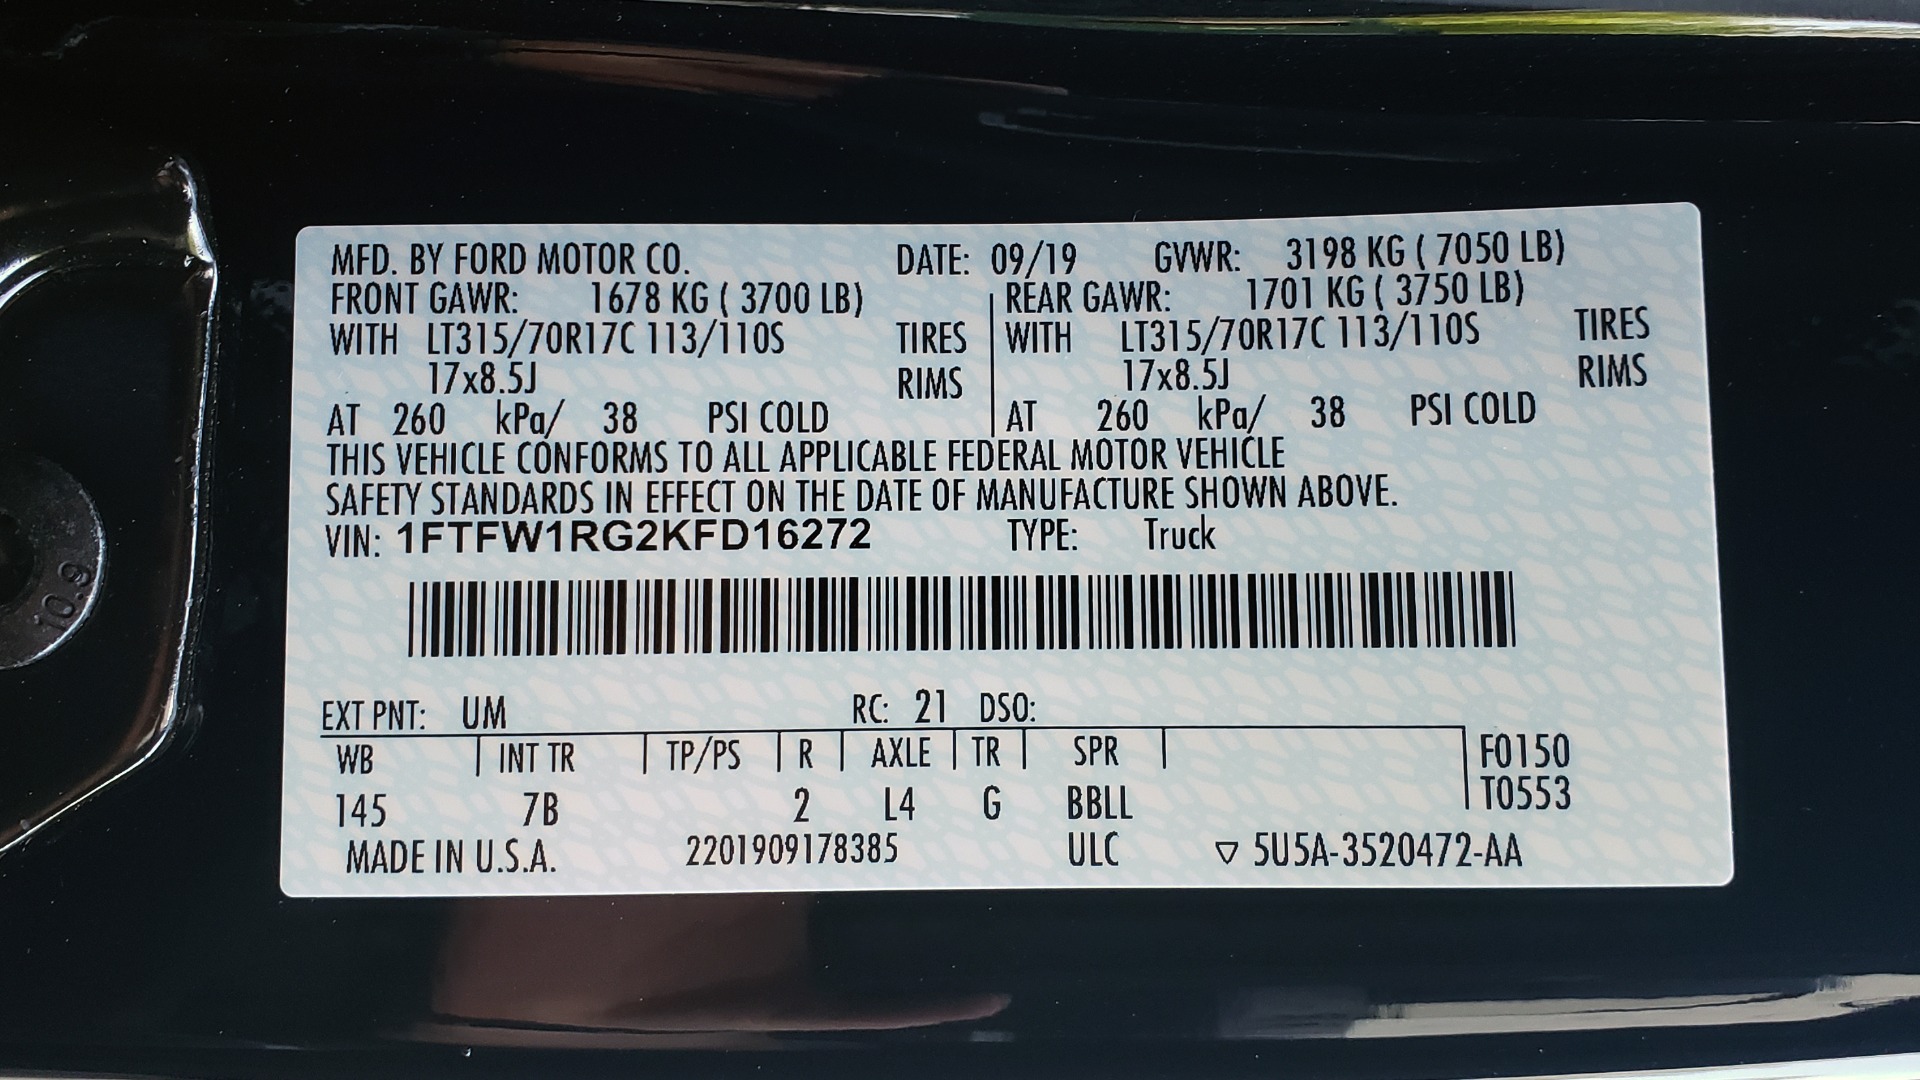 MFD. BY FORD MOTOR CO. DATE: 09/19 GVWR: 3198 KG ( 7050 LB)
FRONT GAWR: 1678 KG ( 3700 LB) REAR GAWR: 1701 KG ( 3750 LB)
WITH LT315/70R17C 113/110S TIRES WITH LT315/70R17C 113/110S TIRES
17x8.5J RIMS 17x8.5J RIMS
AT 260 kPa/ 38 PSI COLD AT 260 kPa/ 38 PSI COLD
THIS VEHICLE CONFORMS TO ALL APPLICABLE FEDERAL MOTOR VEHICLE
SAFETY STANDARDS IN EFFECT ON THE DATE OF MANUFACTURE SHOWN ABOVE.
VIN: 1FTFW1RG2KFD16272 TYPE: Truck
10.9
EXT PNT: UM RC: 21 DSO:
WB INT TR TP/PS R AXLE TR SPR F0150
145 7B 2 L4 G BBLL T0553
MADE IN U.S.A. 2201909178385 ULC ▽ 5U5A-3520472-AA